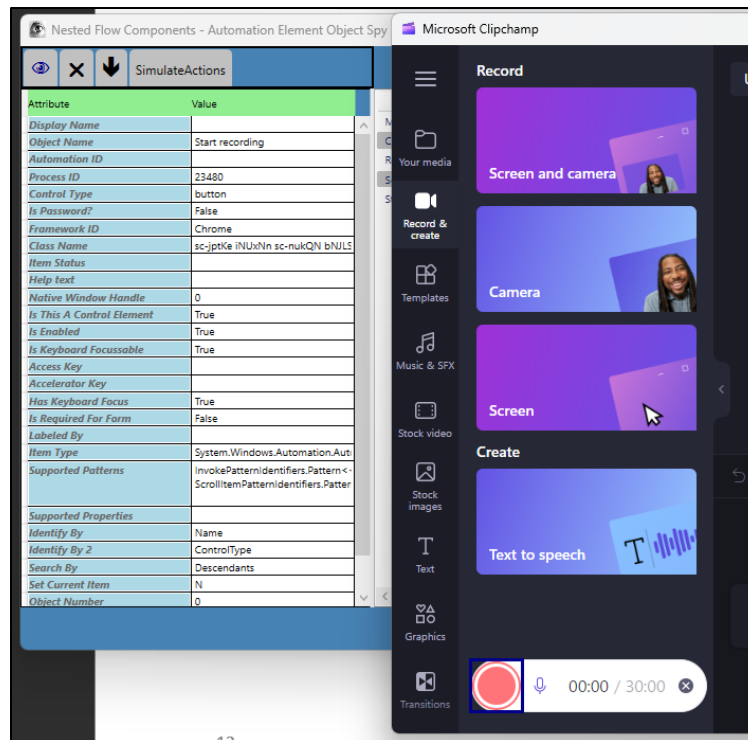 Nested Flow Components - Automation Element Object Spy
SimulateActions
Attribute Value
Display Name
Object Name Start recording
Automation ID
Process ID 23480
Control Type button
Is Password? False
Framework ID Chrome
Class Name sc-jptKe iNUxNn sc-nukQN bNJLS
Item Status
Help text
Native Window Handle 0
Is This A Control Element True
Is Enabled True
Is Keyboard Focussable True
Access Key
Accelerator Key
Has Keyboard Focus True
Is Required For Form False
Labeled By
Item Type System.Windows.Automation.Aut
Supported Patterns InvokePatternIdentifiers.Pattern<-
ScrollItemPatternIdentifiers.Patter
Supported Properties
Identify By Name
Identify By 2 ControlType
Search By Descendants
Set Current Item N
Object Number 0
Microsoft Clipchamp
Your media
Record &
create
Templates
Music & SFX
Stock video
Stock
images
Text
Graphics
Transitions
Record
Screen and camera
Camera
Screen
Create
Text to speech
00:00 / 30:00